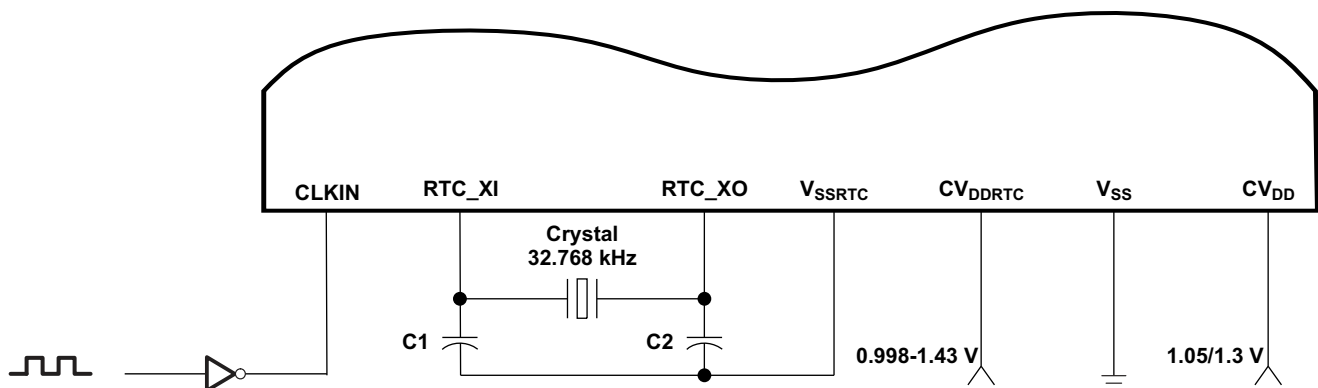 CLKIN
RTC_XI
RTC_XO
VSSRTC
CVDDRTC
VSS
CVDD
Crystal
32.768 kHz
C1
C2
0.998-1.43 V
1.05/1.3 V